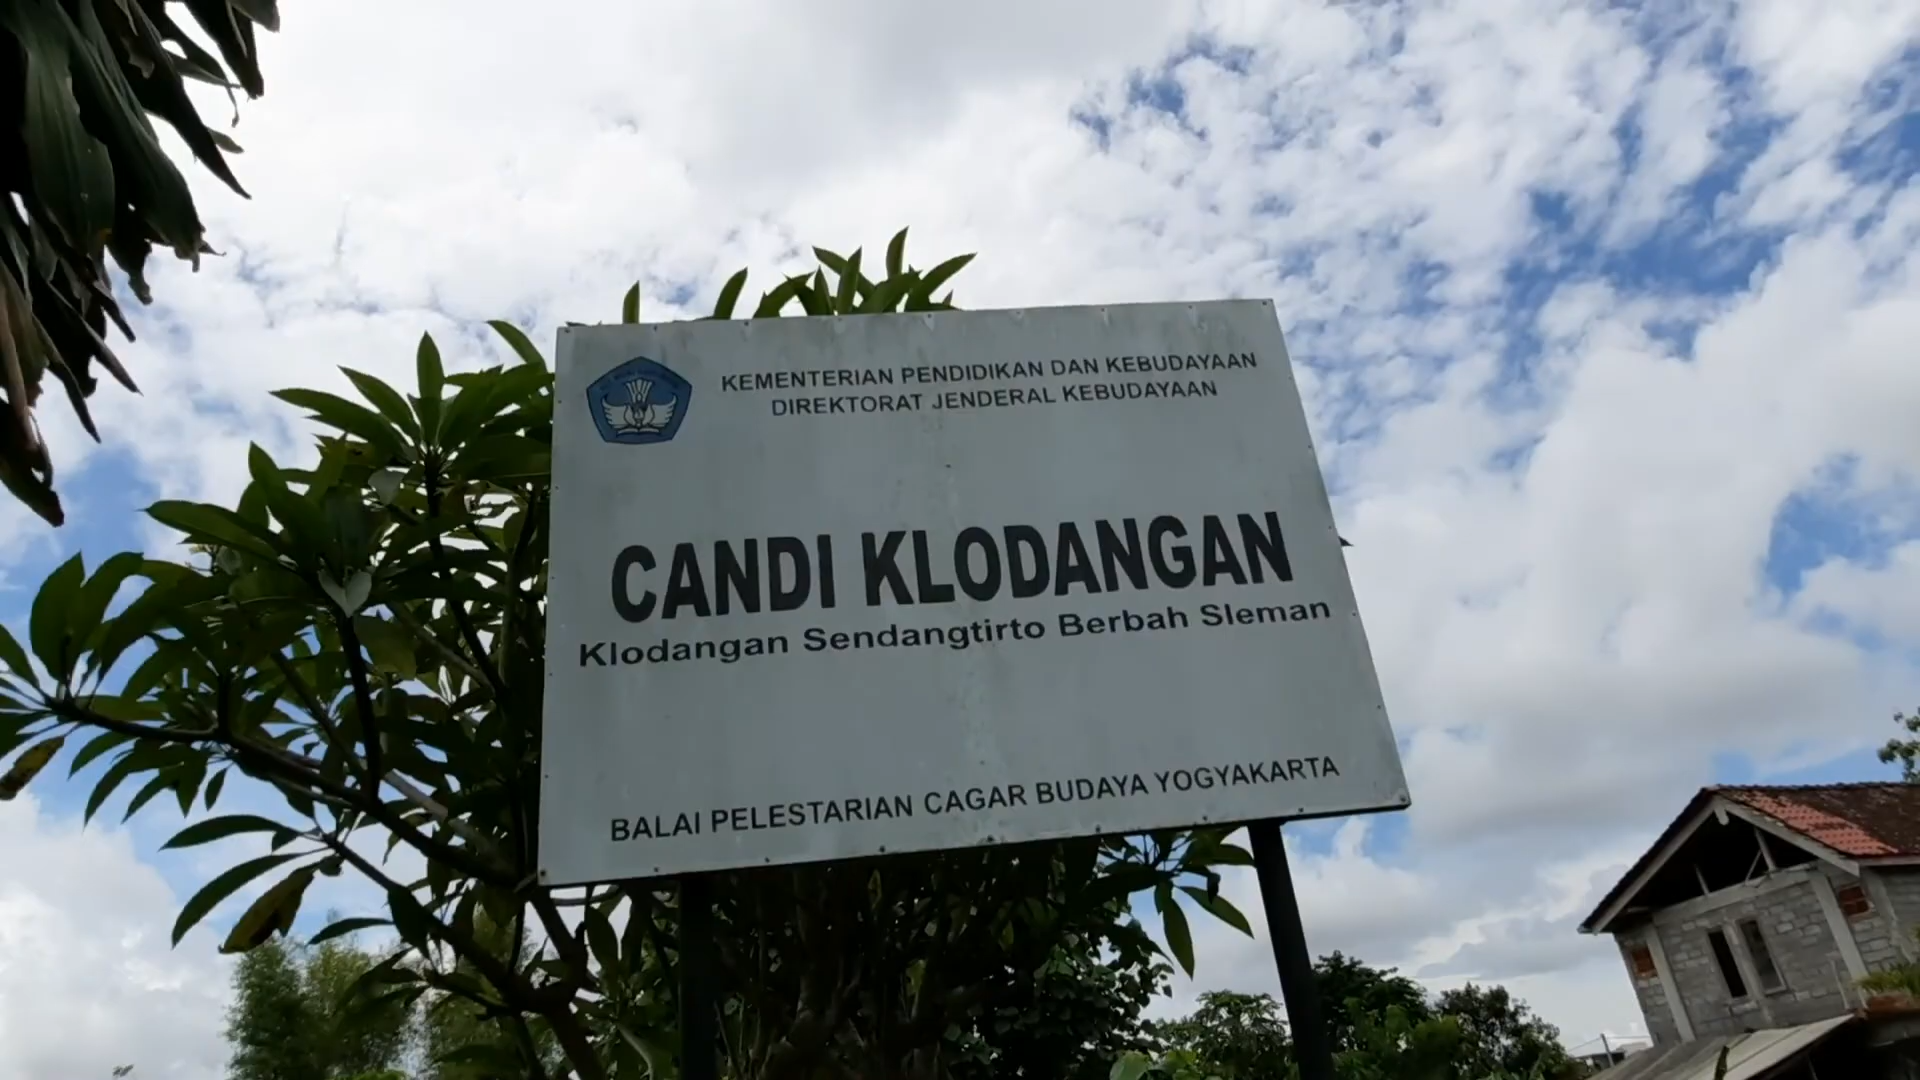 KEMENTERIAN PENDIDIKAN DAN KEBUDAYAAN
DIREKTORAT JENDERAL KEBUDAYAAN
CANDI KLODANGAN
Klodangan Sendangtirto Berbah Sleman
BALAI PELESTARIAN CAGAR BUDAYA YOGYAKARTA